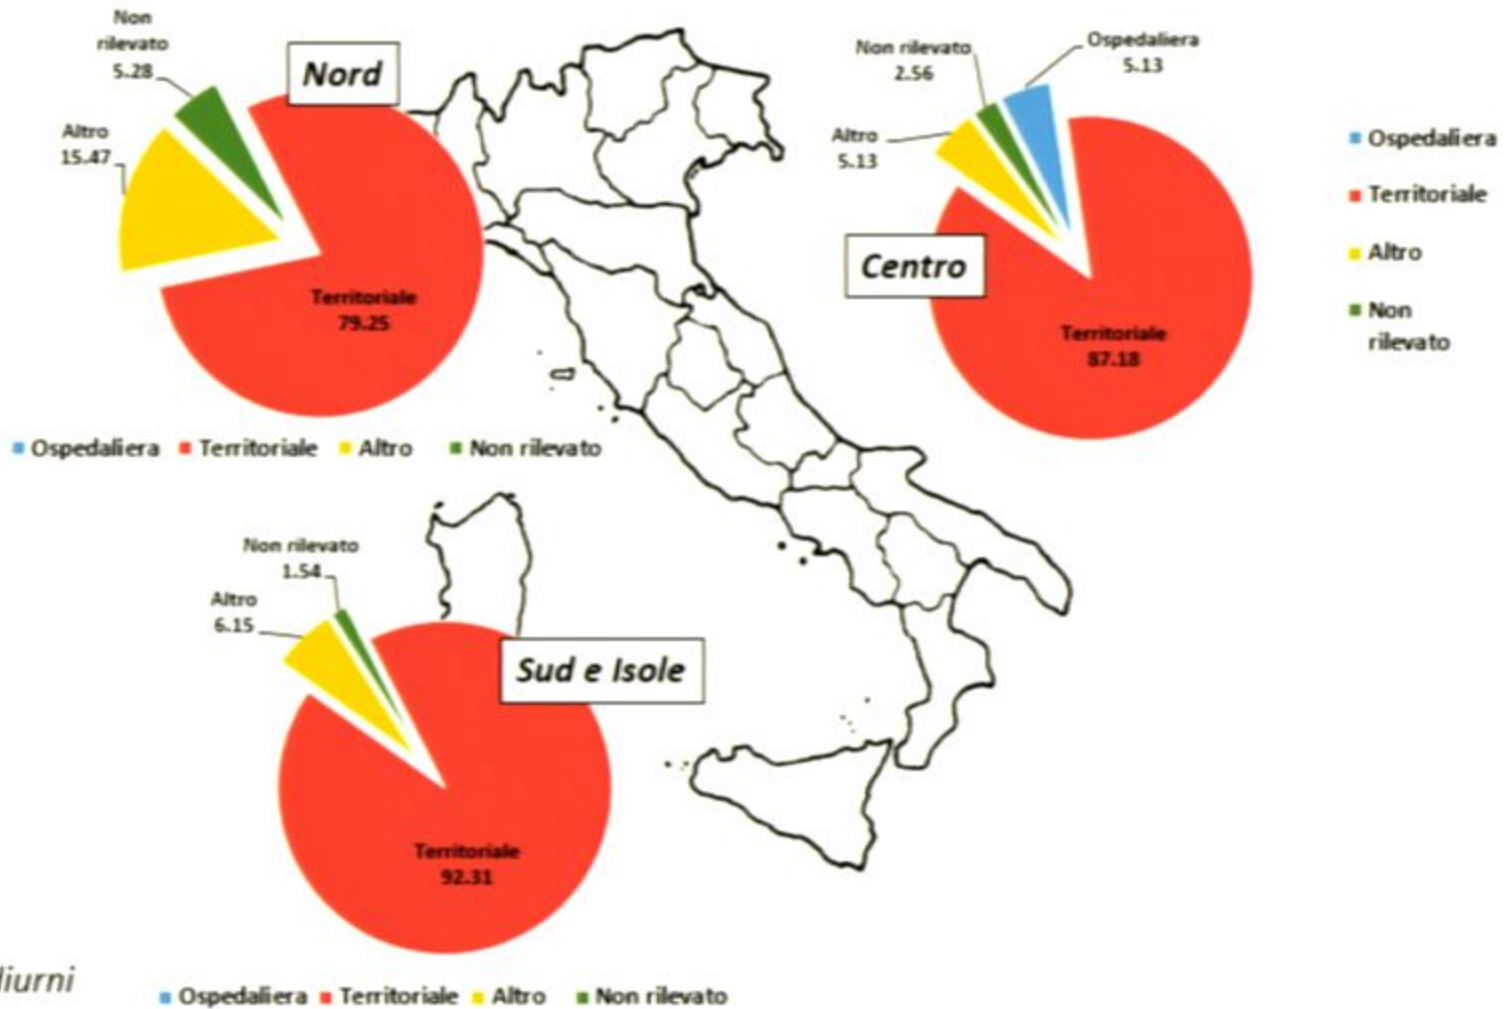 Non
rilevato
5.28
Nord
Altro
15.47
Territoriale
79.25
Ospedaliera Territoriale Altro Non rilevato
Non rilevato
2.56
Ospedaliera
5.13
Altro
5.13
Centro
Territoriale
87.18
Ospedaliera
Territoriale
Altro
Non
rilevato
Non rilevato
1.54
Altro
6.15
Sud e Isole
Territoriale
92.31
Ospedaliera Territoriale Altro Non rilevato